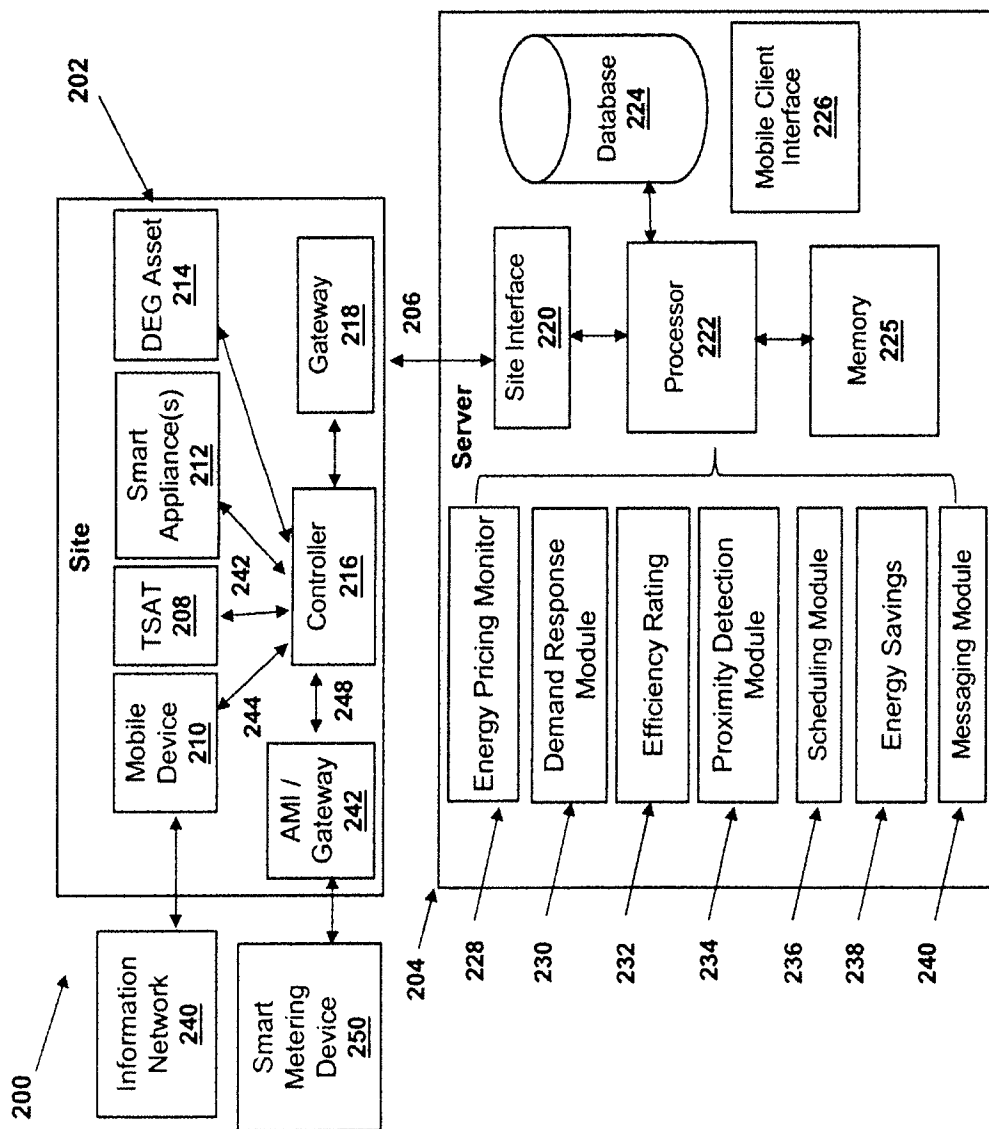 200
Information
Network
240
Smart
Metering
Device
250
Site
202
Mobile
Device
210
TSAT
208
Smart
Appliance(s)
212
DEG Asset
214
244
242
AMI /
Gateway
242
248
Controller
216
Gateway
218
206
204
Server
228
Energy Pricing Monitor
230
Demand Response
Module
232
Efficiency Rating
234
Proximity Detection
Module
236
Scheduling Module
238
Energy Savings
240
Messaging Module
Site Interface
220
Processor
222
Memory
225
Database
224
Mobile Client
Interface
226